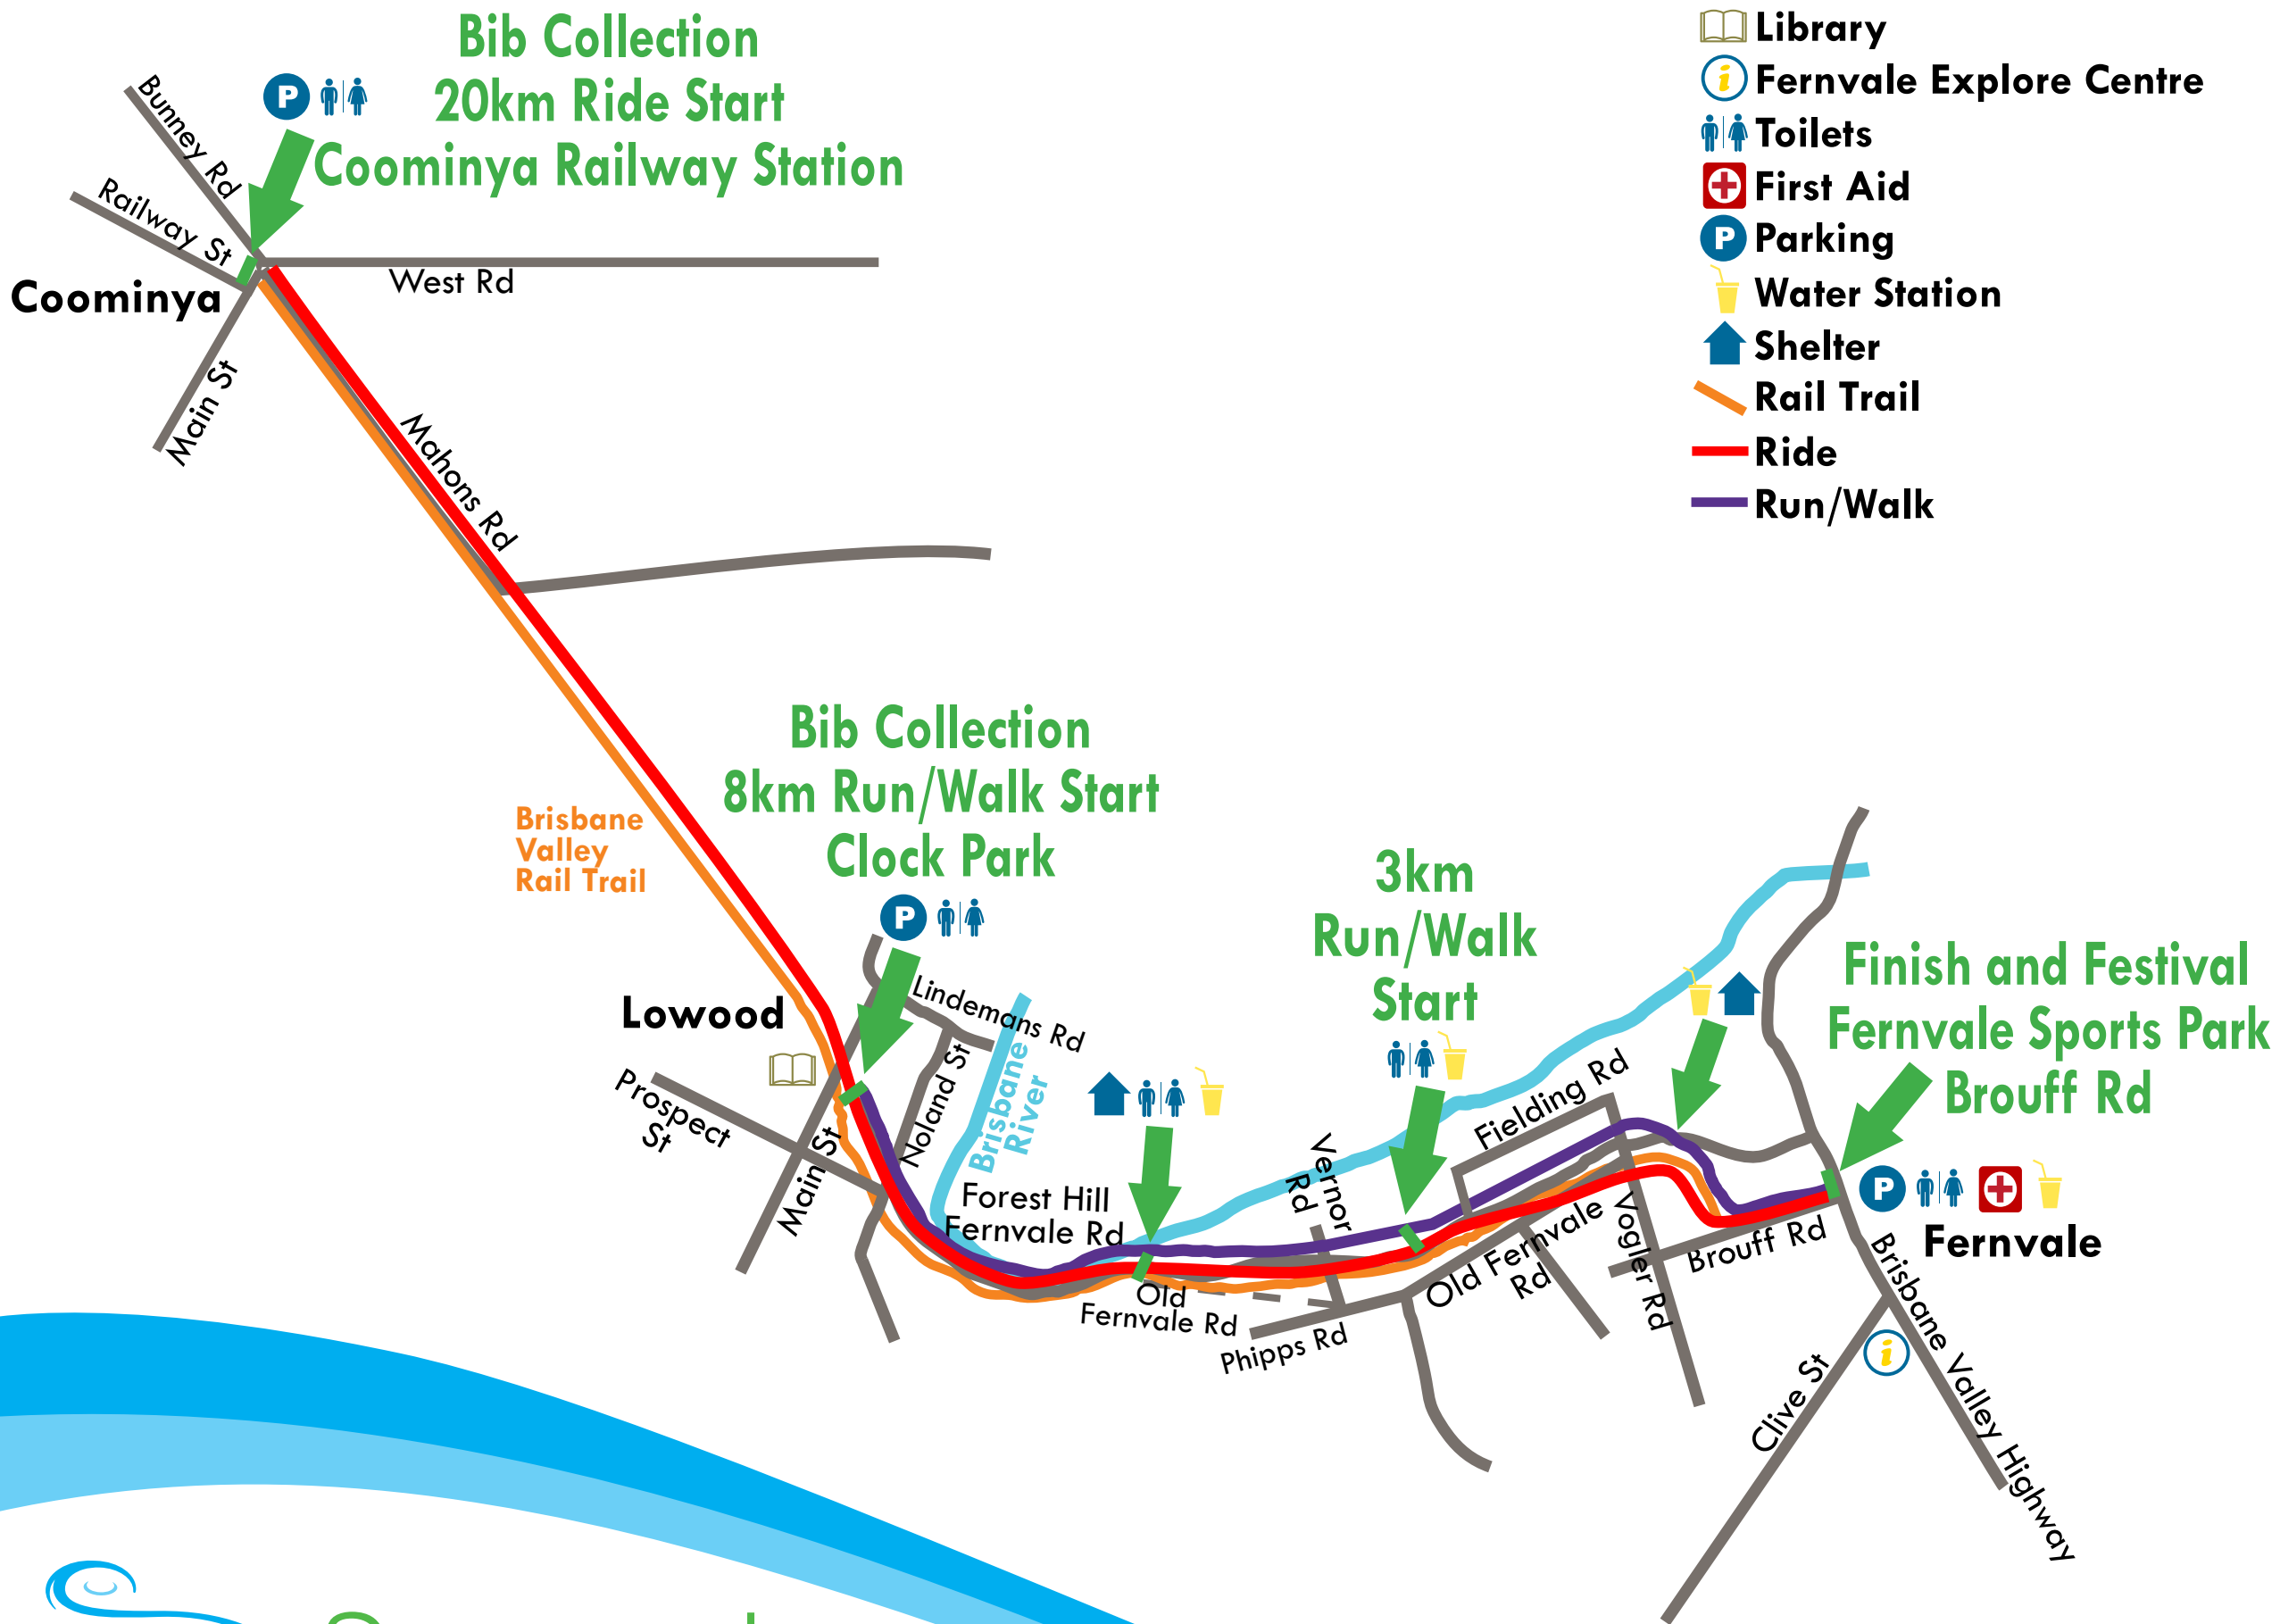 Bib Collection
20km Ride Start
Coominya Railway Station
P
Bunney Rd
Railway St
Coominya
West Rd
Main St
Mahons Rd
Library
i Fernvale Explore Centre
Toilets
First Aid
P Parking
Water Station
Shelter
Rail Trail
Ride
Run/Walk
Brisbane
Valley
Rail Trail
Bib Collection
8km Run/Walk Start
Clock Park
P
Lowood
Lindemans Rd
Noland St
Prospect
St
Main St
Brisbane
River
Forest Hill
Fernvale Rd
Old
Fernvale Rd
Phipps Rd
Vernor
Rd
3km
Run/Walk
Start
Fielding Rd
Old Fernvale
Rd
Vogler Rd
Brouff Rd
Finish and Festival
Fernvale Sports Park
Brouff Rd
P
Fernvale
Brisbane Valley Highway
Clive St
i